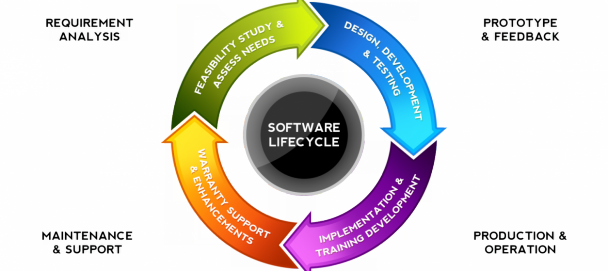 REQUIREMENT
ANALYSIS
PROTOTYPE
& FEEDBACK
FEASIBILITY STUDY &
ASSESS NEEDS
DESIGN, DEVELOPMENT
& TESTING
SOFTWARE
LIFECYCLE
WARRANTY SUPPORT
& ENHANCEMENTS
IMPLEMENTATION &
TRAINING DEVELOPMENT
MAINTENANCE
& SUPPORT
PRODUCTION &
OPERATION